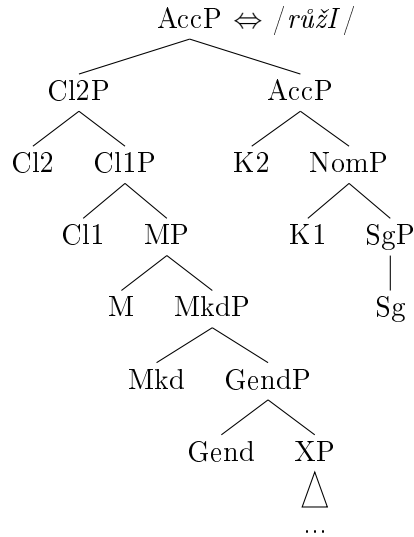 AccP ⇔ /růžI/
Cl2P AccP
Cl2 Cl1P K2 NomP
Cl1 MP K1 SgP
M MkdP Sg
Mkd GendP
Gend XP
...